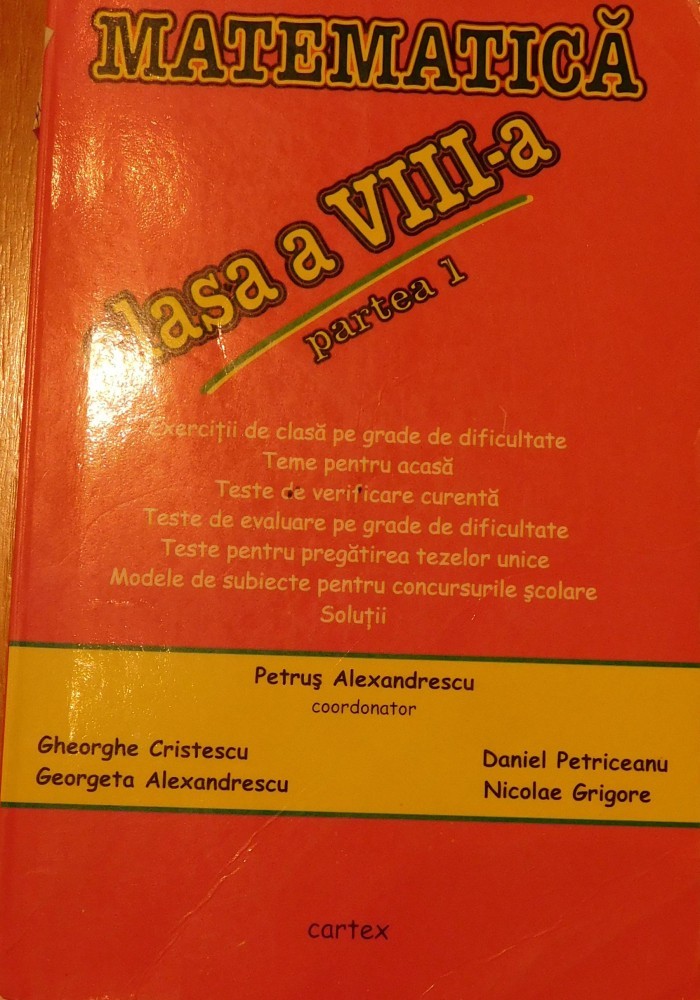 MATEMATICĂ
clasa a VIII-a
partea 1
Exerciții de clasă pe grade de dificultate
Teme pentru acasă
Teste de verificare curentă
Teste de evaluare pe grade de dificultate
Teste pentru pregătirea tezelor unice
Modele de subiecte pentru concursurile şcolare
Soluții
Petruş Alexandrescu
coordonator
Gheorghe Cristescu
Georgeta Alexandrescu
Daniel Petriceanu
Nicolae Grigore
cartex